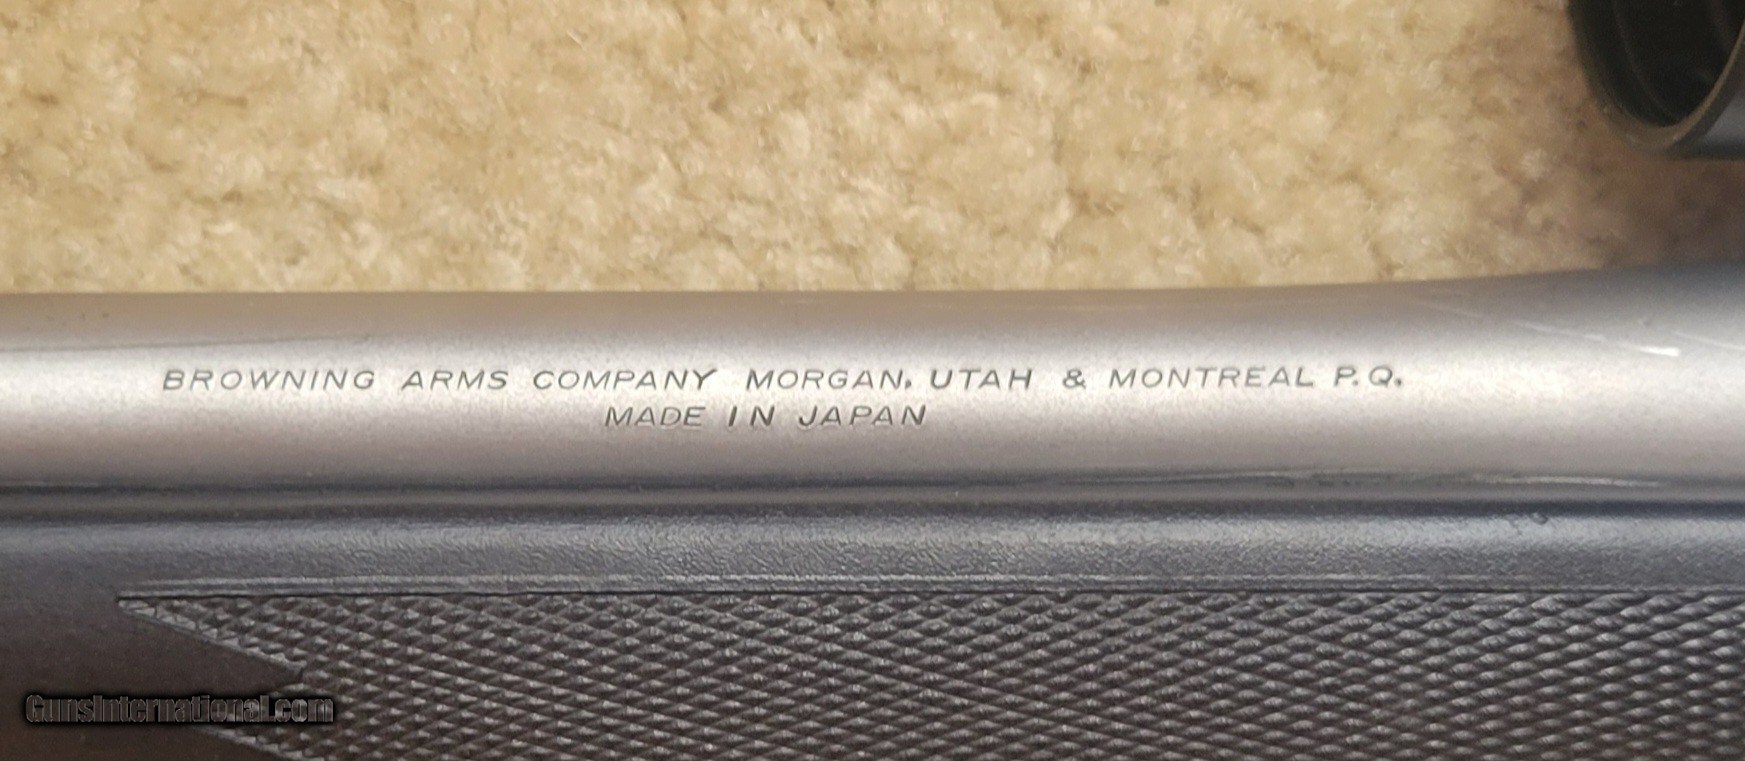 BROWNING ARMS COMPANY MORGAN, UTAH & MONTREAL P.Q.
MADE IN JAPAN
GunsInternational.com